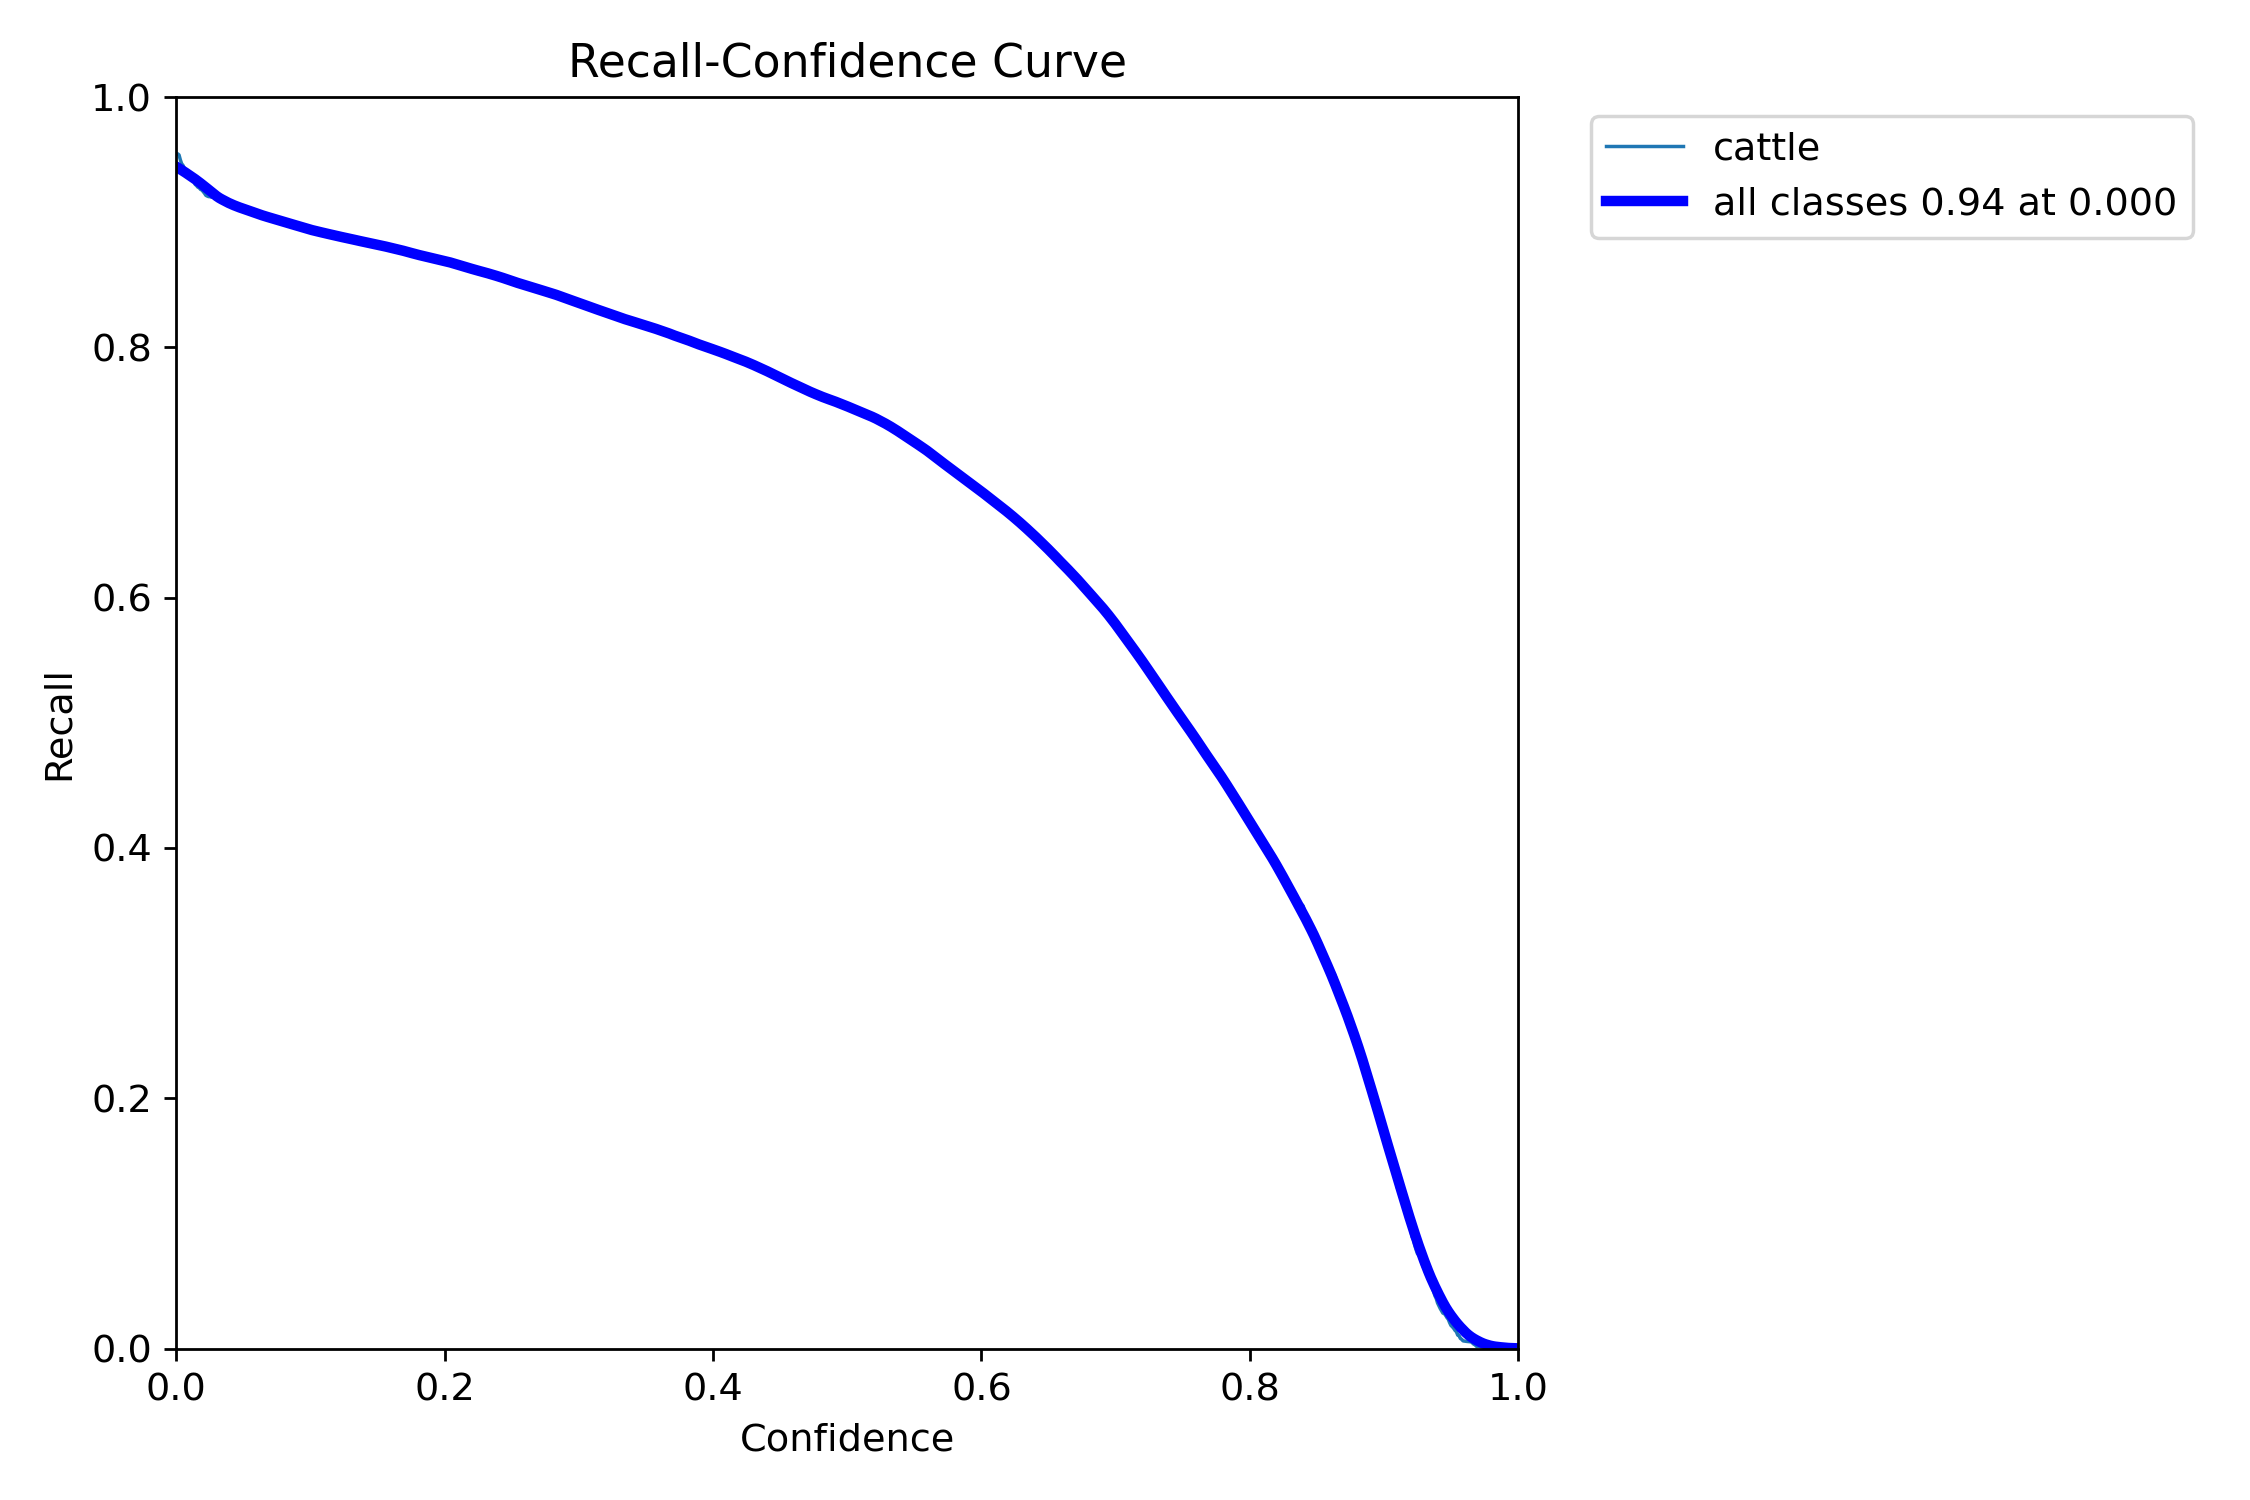 Recall-Confidence Curve
cattle
all classes 0.94 at 0.000
1.0
0.8
0.6
0.4
0.2
0.0
Recall
0.0 0.2 0.4 0.6 0.8 1.0
Confidence